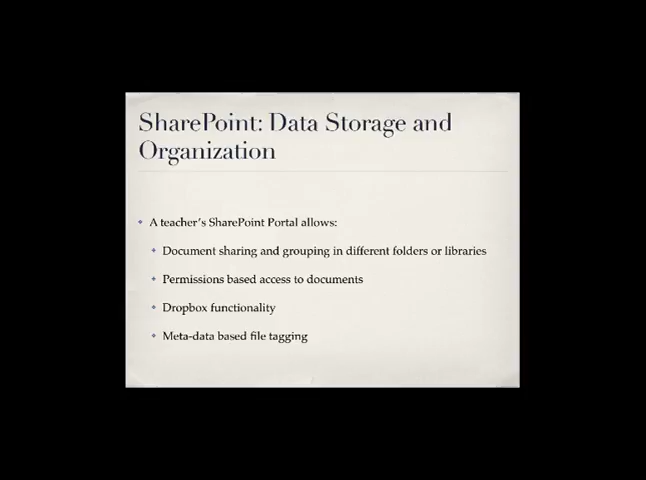 SharePoint: Data Storage and
Organization
A teacher's SharePoint Portal allows:
Document sharing and grouping in different folders or libraries
Permissions based access to documents
Dropbox functionality
Meta-data based file tagging